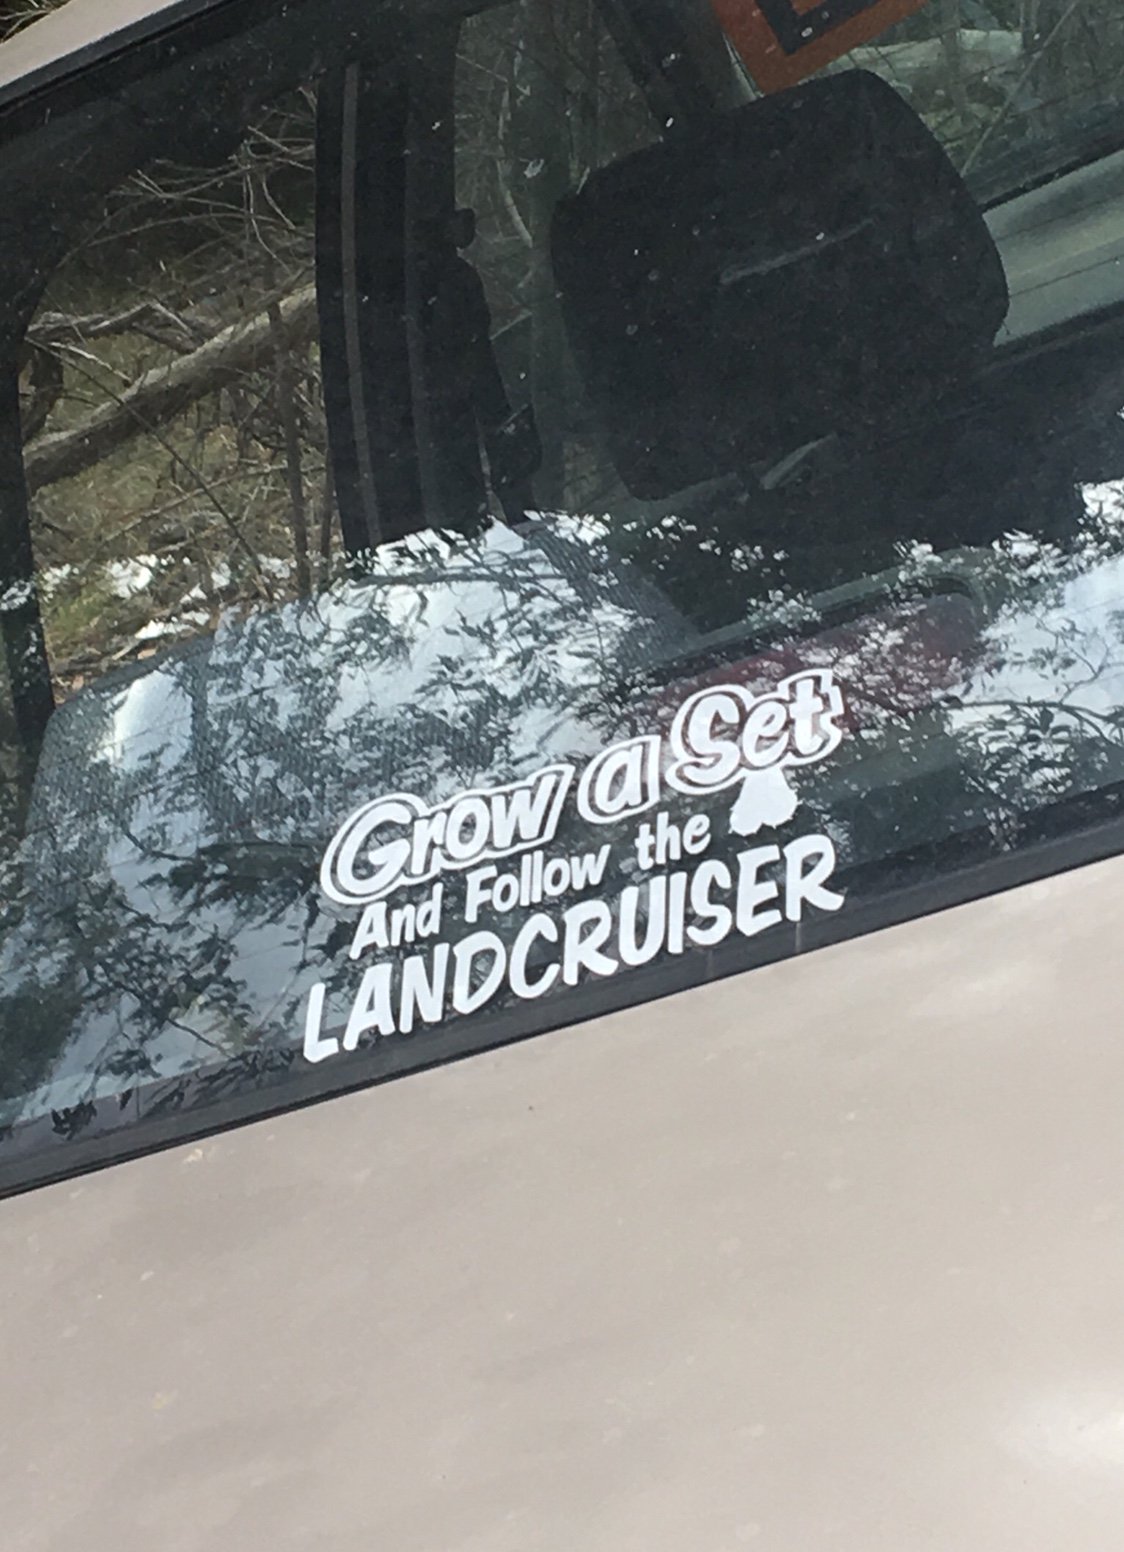 Grow a Set
And Follow the
LANDCRUISER